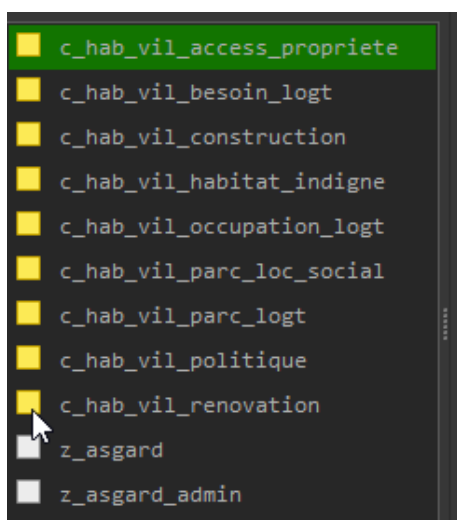 c_hab_vil_access_propriete
c_hab_vil_besoin_logt
c_hab_vil_construction
c_hab_vil_habitat_indigne
c_hab_vil_occupation_logt
c_hab_vil_parc_loc_social
c_hab_vil_parc_logt
c_hab_vil_politique
c_hab_vil_renovation
z_asgard
z_asgard_admin